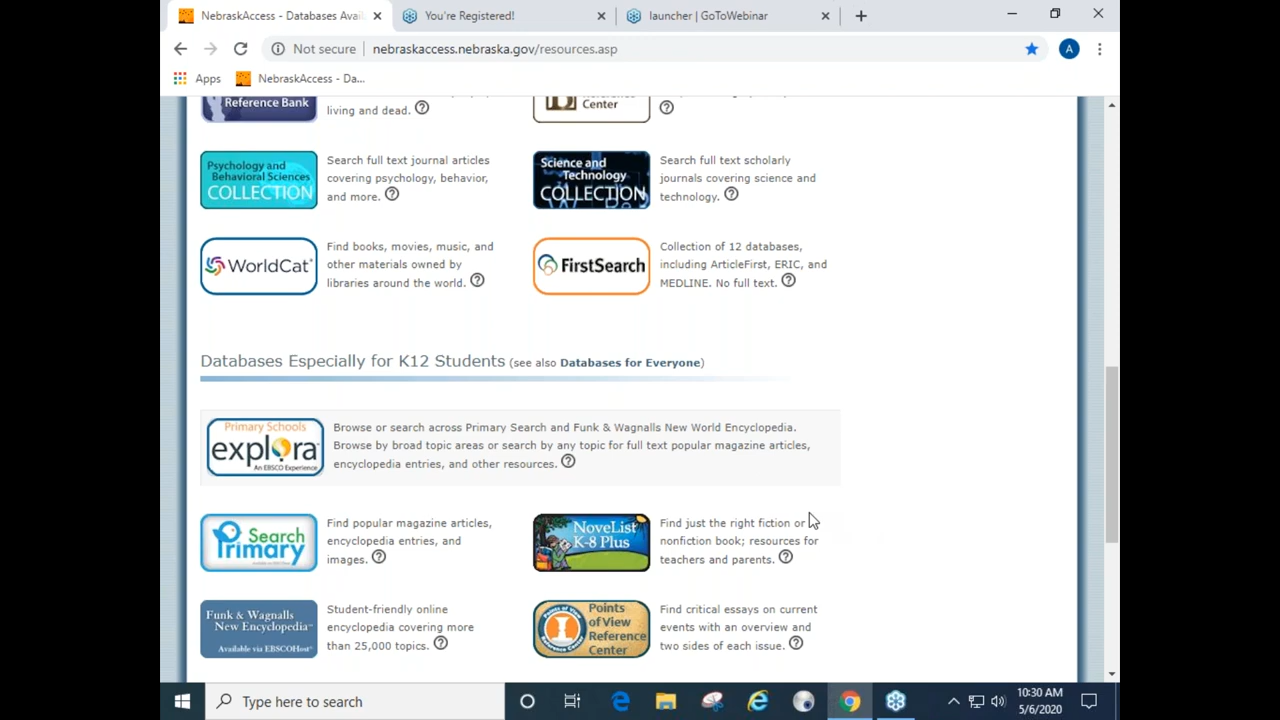 NebraskAccess - Databases Avail
You're Registered!
launcher | GoToWebinar
Not secure
nebraskaccess.nebraska.gov/resources.asp
A
Apps
NebraskAccess - Da...
Reference Bank
living and dead. ?
Center
?
Psychology and
Behavioral Sciences
COLLECTION
Search full text journal articles
covering psychology, behavior,
and more. ?
Science and
Technology
COLLECTION
Search full text scholarly
journals covering science and
technology. ?
WorldCat
Find books, movies, music, and
other materials owned by
libraries around the world. ?
FirstSearch
Collection of 12 databases,
including ArticleFirst, ERIC, and
MEDLINE. No full text. ?
Databases Especially for K12 Students (see also Databases for Everyone)
Primary Schools
explora
An EBSCO Experience
Browse or search across Primary Search and Funk & Wagnalls New World Encyclopedia.
Browse by broad topic areas or search by any topic for full text popular magazine articles,
encyclopedia entries, and other resources. ?
Search
Primary
Find popular magazine articles,
encyclopedia entries, and
images. ?
NoveList
K-8 Plus
Find just the right fiction or
nonfiction book; resources for
teachers and parents. ?
Funk & Wagnalls
New Encyclopedia™
Available via EBSCOHost®
Student-friendly online
encyclopedia covering more
than 25,000 topics. ?
Points
of View
Reference
Center
Find critical essays on current
events with an overview and
two sides of each issue. ?
Type here to search
10:30 AM
5/6/2020